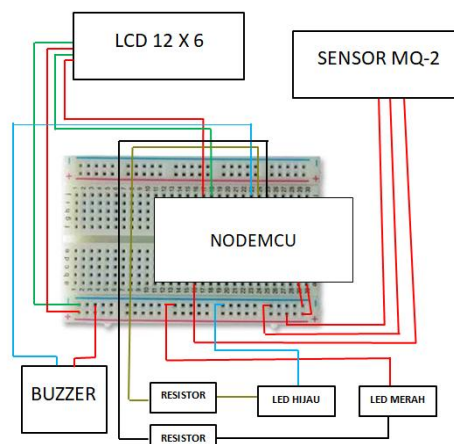 LCD 12 X 6
SENSOR MQ-2
NODEMCU
BUZZER
RESISTOR
LED HIJAU
LED MERAH
RESISTOR